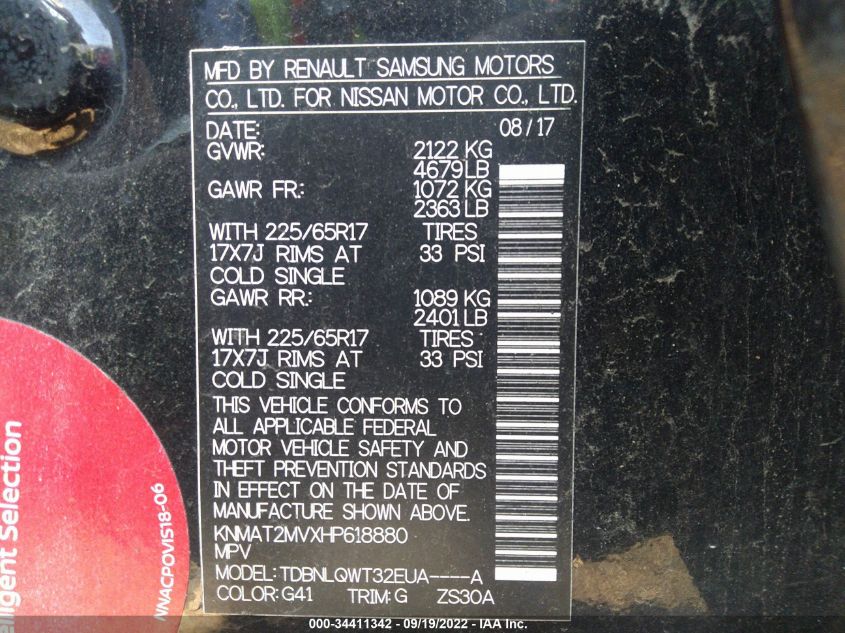 MFD BY RENAULT SAMSUNG MOTORS
CO., LTD. FOR NISSAN MOTOR CO., LTD.
DATE: 08/17
GVWR: 2122 KG
4679LB
GAWR FR.: 1072 KG
2363 LB
WITH 225/65R17 TIRES
17X7J RIMS AT 33 PSI
COLD SINGLE
GAWR RR.: 1089 KG
2401LB
WITH 225/65R17 TIRES
17X7J RIMS AT 33 PSI
COLD SINGLE
THIS VEHICLE CONFORMS TO
ALL APPLICABLE FEDERAL
MOTOR VEHICLE SAFETY AND
THEFT PREVENTION STANDARDS
IN EFFECT ON THE DATE OF
MANUFACTURE SHOWN ABOVE.
KNMAT2MVXHP618880
MPV
MODEL: TDBNLQWT32EUA----A
COLOR: G41 TRIM: G ZS30A
Selection
NNACPOVIS18-06
000-34411342 - 09/19/2022 - IAA Inc.